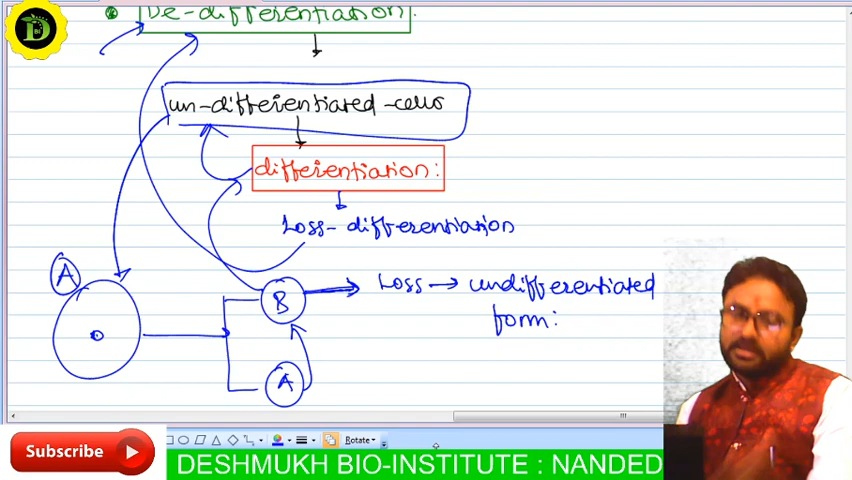 De-differentiation:
un-differentiated-cells
differentiation:
Loss-differentiation
A
B
Loss → undifferentiated
form:
A
Subscribe
Rotate
DESHMUKH BIO-INSTITUTE : NANDED